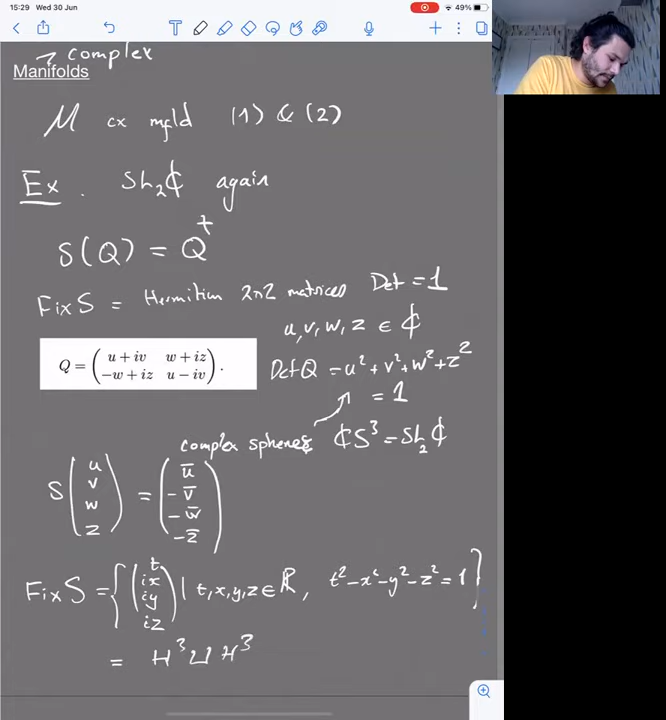 15:29 Wed 30 Jun
49%
→ complex
Manifolds
M cx mfld (1) & (2)
Ex. SL₂ℂ again
S(Q) = Q^†
Fix S = Hermitian 2x2 matrices Det = 1
u, v, w, z ∈ ℂ
Q = ( u + iv w + iz
−w + iz u − iv ).
Det Q = u² + v² + w² + z²
= 1
complex spheres ℂS³ = SL₂ℂ
S (u v w z) = (ū −v̄ −w̄ −z̄)
Fix S = { (t ix iy iz) | t, x, y, z ∈ ℝ, t² − x² − y² − z² = 1 }
= H³ ⊔ H³